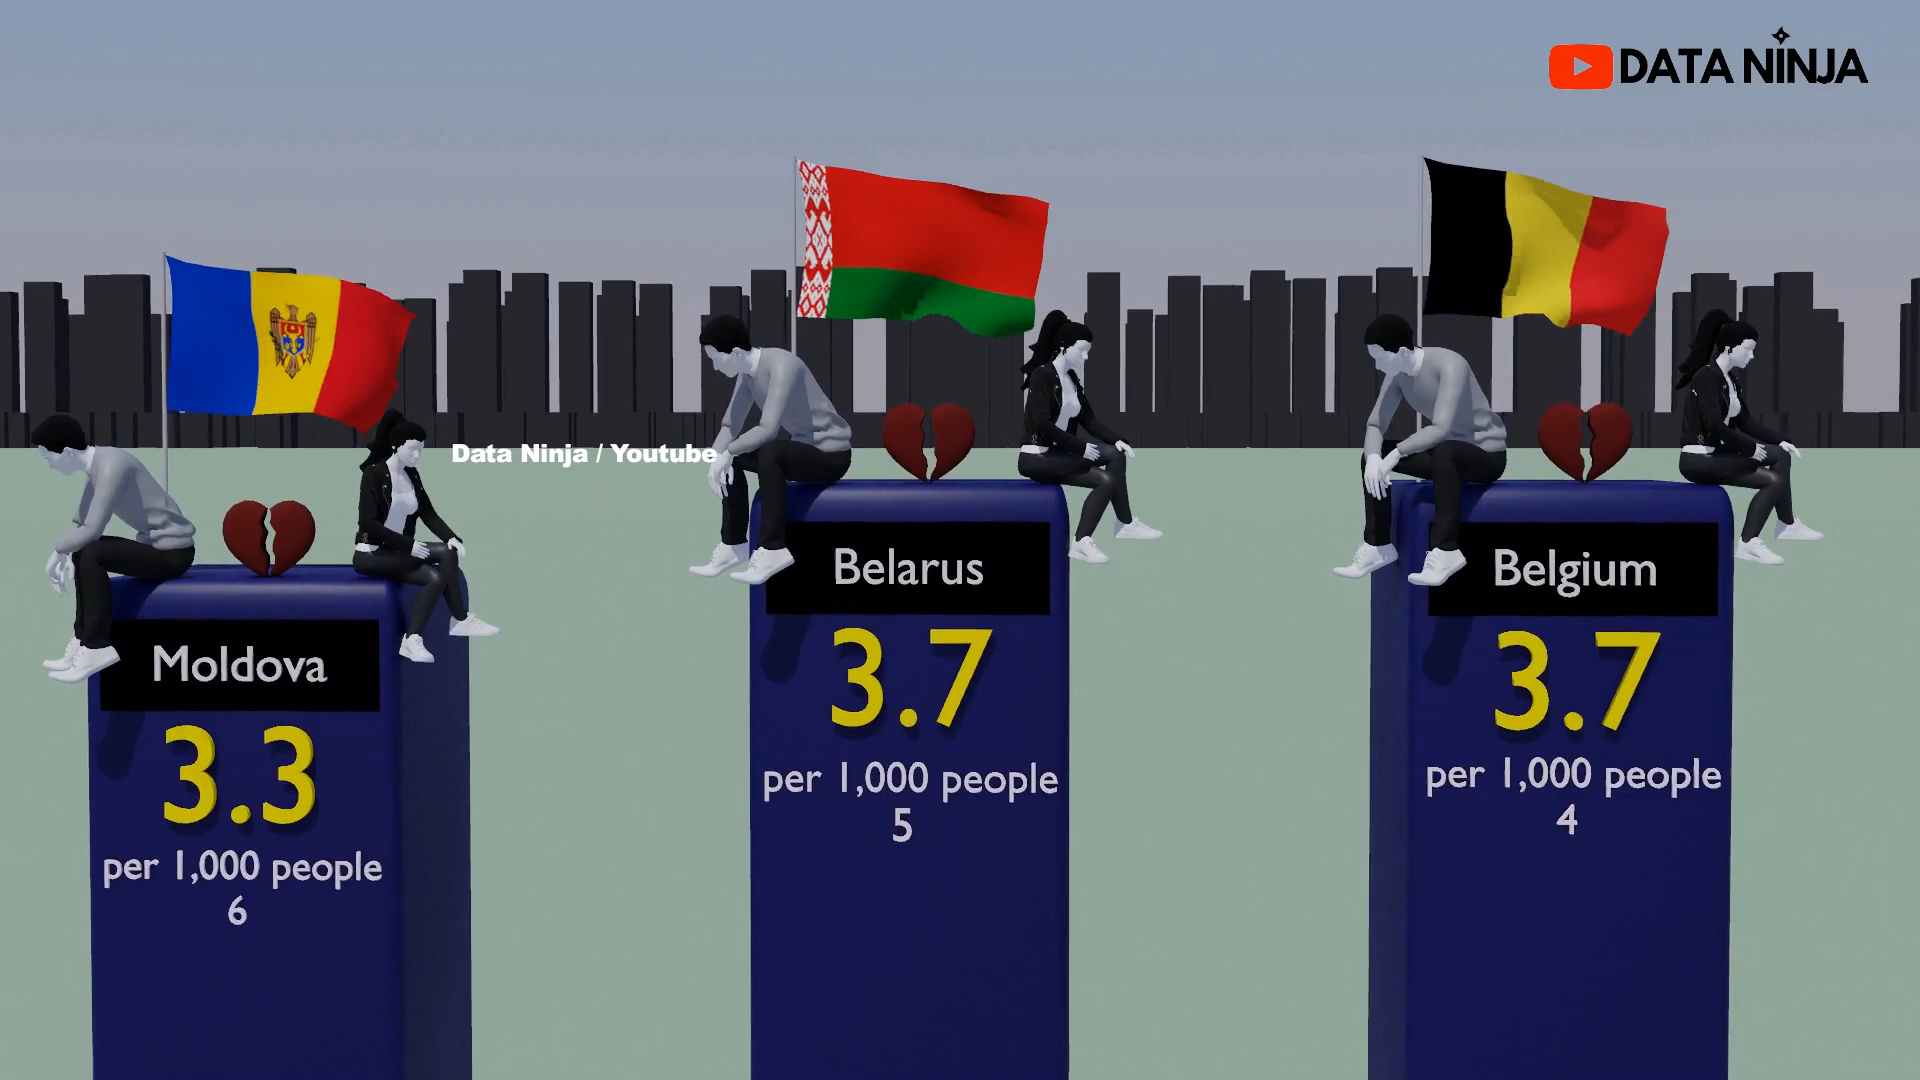 DATA NINJA
Data Ninja / Youtube
Moldova
3.3
per 1,000 people
6
Belarus
3.7
per 1,000 people
5
Belgium
3.7
per 1,000 people
4